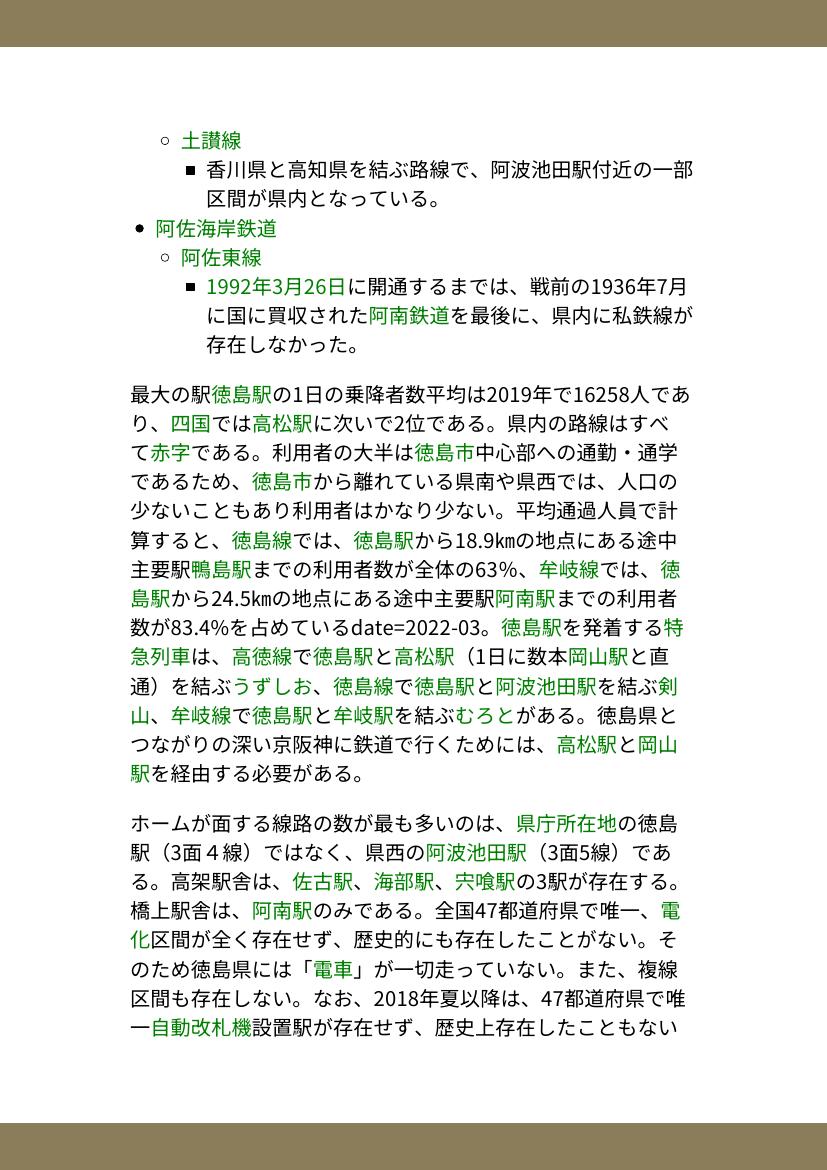 土讃線
香川県と高知県を結ぶ路線で、阿波池田駅付近の一部
区間が県内となっている。
阿佐海岸鉄道
阿佐東線
1992年3月26日に開通するまでは、戦前の1936年7月
に国に買収された阿南鉄道を最後に、県内に私鉄線が
存在しなかった。
最大の駅徳島駅の1日の乗降者数平均は2019年で16258人であ
り、四国では高松駅に次いで2位である。県内の路線はすべ
て赤字である。利用者の大半は徳島市中心部への通勤・通学
であるため、徳島市から離れている県南や県西では、人口の
少ないこともあり利用者はかなり少ない。平均通過人員で計
算すると、徳島線では、徳島駅から18.9㎞の地点にある途中
主要駅鴨島駅までの利用者数が全体の63%、牟岐線では、徳
島駅から24.5㎞の地点にある途中主要駅阿南駅までの利用者
数が83.4%を占めているdate=2022-03。徳島駅を発着する特
急列車は、高徳線で徳島駅と高松駅（1日に数本岡山駅と直
通）を結ぶうずしお、徳島線で徳島駅と阿波池田駅を結ぶ剣
山、牟岐線で徳島駅と牟岐駅を結ぶむろとがある。徳島県と
つながりの深い京阪神に鉄道で行くためには、高松駅と岡山
駅を経由する必要がある。
ホームが面する線路の数が最も多いのは、県庁所在地の徳島
駅（3面４線）ではなく、県西の阿波池田駅（3面5線）であ
る。高架駅舎は、佐古駅、海部駅、宍喰駅の3駅が存在する。
橋上駅舎は、阿南駅のみである。全国47都道府県で唯一、電
化区間が全く存在せず、歴史的にも存在したことがない。そ
のため徳島県には「電車」が一切走っていない。また、複線
区間も存在しない。なお、2018年夏以降は、47都道府県で唯
一自動改札機設置駅が存在せず、歴史上存在したこともない